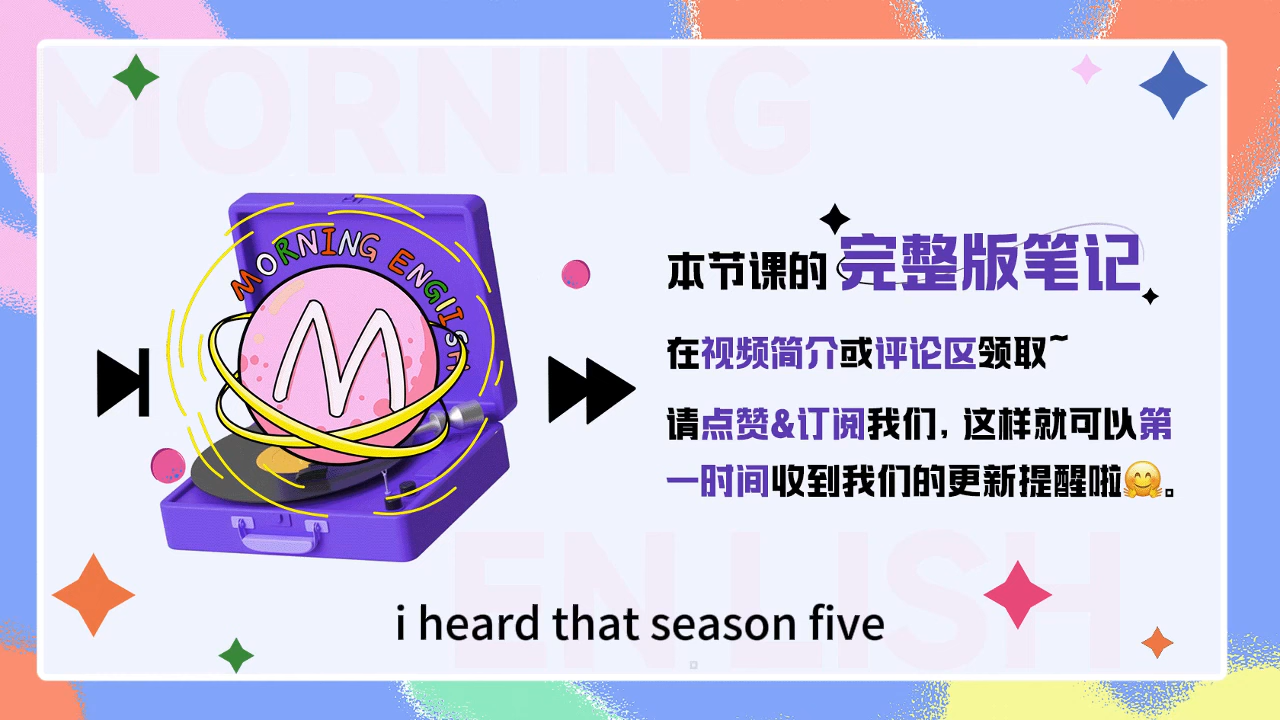 MORNING
MORNING ENGLISH
M
本节课的 完整版笔记
在视频简介或评论区领取~
请点赞&订阅我们，这样就可以第
一时间收到我们的更新提醒啦🤗。
EN LISH
i heard that season five